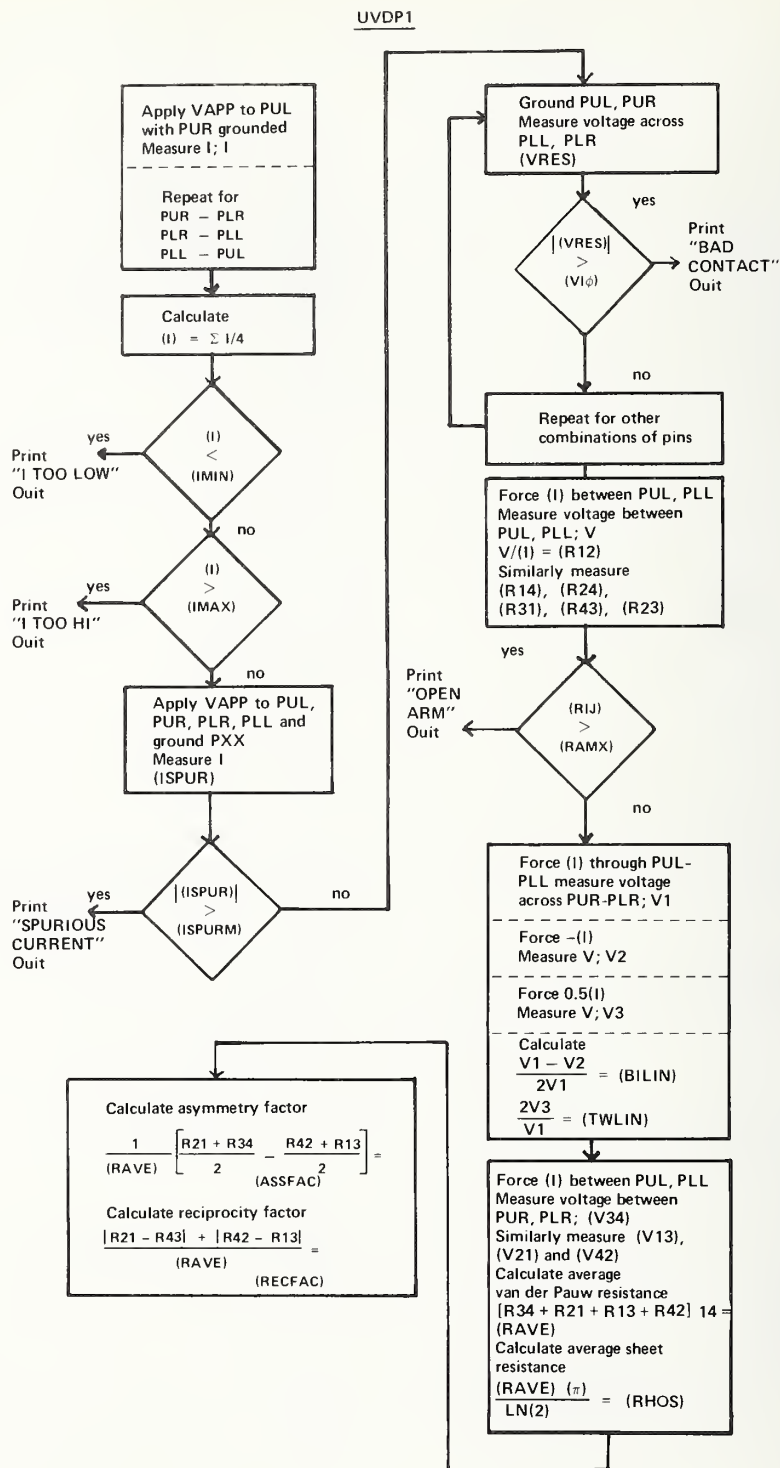 UVDP1
Apply VAPP to PUL
with PUR grounded
Measure I; I
Repeat for
PUR – PLR
PLR – PLL
PLL – PUL
Calculate
(I) = Σ I/4
(I)
<
(IMIN)
yes
Print
"I TOO LOW"
Ouit
no
(I)
>
(IMAX)
yes
Print
"I TOO HI"
Ouit
no
Apply VAPP to PUL,
PUR, PLR, PLL and
ground PXX
Measure I
(ISPUR)
|(ISPUR)|
>
(ISPURM)
yes
Print
"SPURIOUS
CURRENT"
Ouit
no
Ground PUL, PUR
Measure voltage across
PLL, PLR
(VRES)
yes
|(VRES)|
>
(VIϕ)
Print
"BAD
CONTACT"
Ouit
no
Repeat for other
combinations of pins
Force (I) between PUL, PLL
Measure voltage between
PUL, PLL; V
V/(I) = (R12)
Similarly measure
(R14), (R24),
(R31), (R43), (R23)
yes
Print
"OPEN
ARM"
Ouit
(RIJ)
>
(RAMX)
no
Force (I) through PUL-
PLL measure voltage
across PUR-PLR; V1
Force -(I)
Measure V; V2
Force 0.5(I)
Measure V; V3
Calculate
V1 – V2
2V1
= (BILIN)
2V3
V1
= (TWLIN)
Force (I) between PUL, PLL
Measure voltage between
PUR, PLR; (V34)
Similarly measure (V13),
(V21) and (V42)
Calculate average
van der Pauw resistance
[R34 + R21 + R13 + R42] 14 =
(RAVE)
Calculate average sheet
resistance
(RAVE) (π)
LN(2)
= (RHOS)
Calculate asymmetry factor
1
(RAVE)
[R21 + R34
2
– R42 + R13
2
] =
(ASSFAC)
Calculate reciprocity factor
|R21 – R43| + |R42 – R13|
(RAVE)
=
(RECFAC)